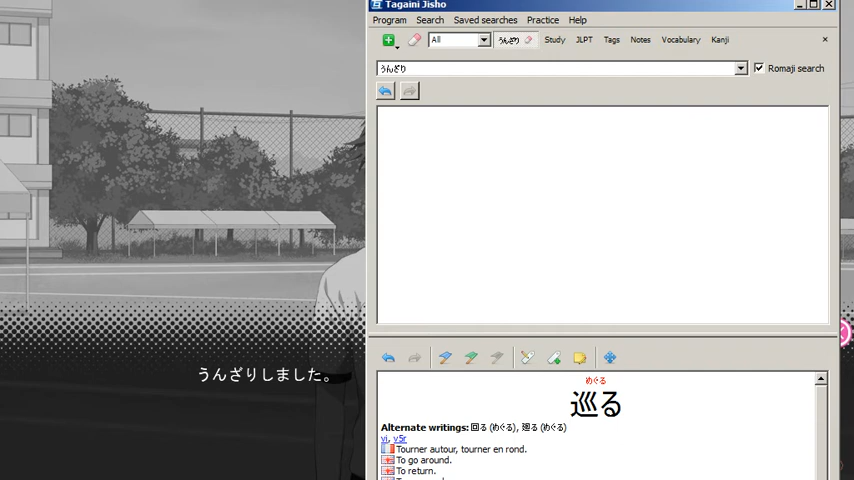 Tagaini Jisho
Program Search Saved searches Practice Help
All うんざり Study JLPT Tags Notes Vocabulary Kanji
うんざり Romaji search
うんざりしました。
めぐる
巡る
Alternate writings: 回る (めぐる), 廻る (めぐる)
vi, v5r
Tourner autour, tourner en rond.
To go around.
To return.